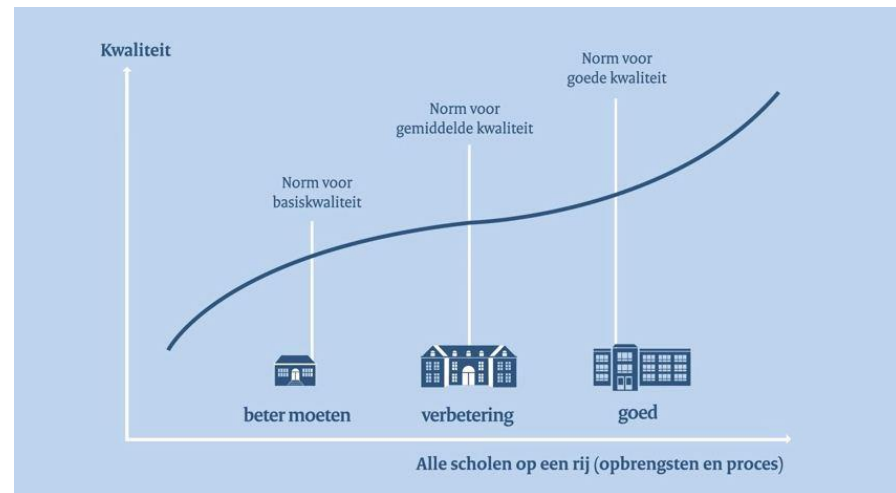 Kwaliteit
Norm voor
goede kwaliteit
Norm voor
gemiddelde kwaliteit
Norm voor
basiskwaliteit
beter moeten
verbetering
goed
Alle scholen op een rij (opbrengsten en proces)